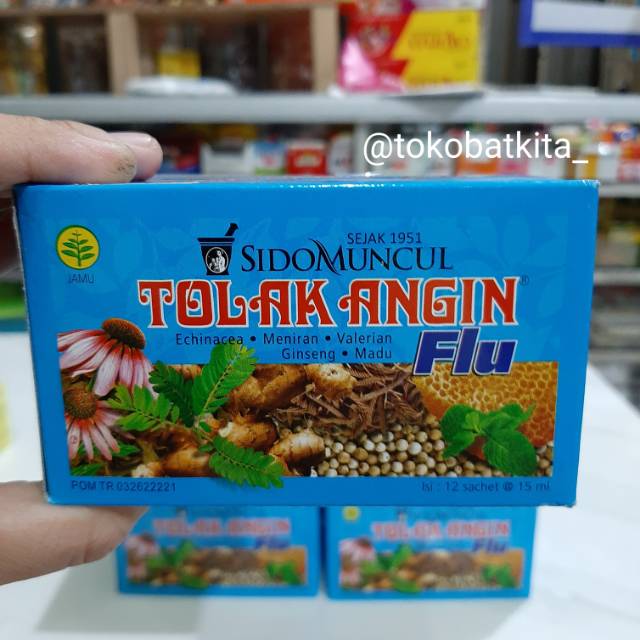 @tokobatkita_
SEJAK 1951
JAMU
SIDOMUNCUL
TOLAK ANGIN®
Echinacea • Meniran • Valerian
Ginseng • Madu
Flu
POM TR 032622221
Isi : 12 sachet @ 15 ml
TOLAK ANGIN
Flu
TOLAK ANGIN
Flu